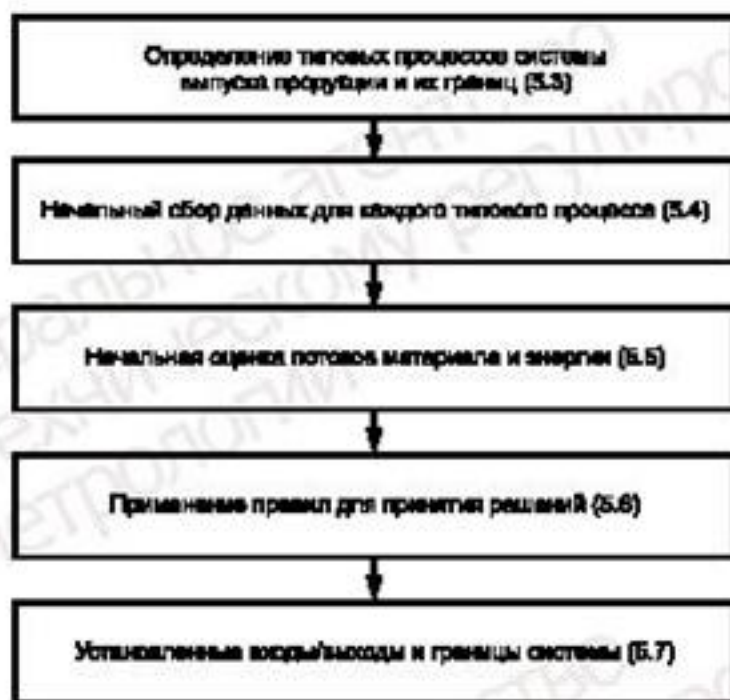 Определение типовых процессов системы
выпуска продукции и их границ (5.3)
Начальный сбор данных для каждого типового процесса (5.4)
Начальная оценка потоков материала и энергии (5.5)
Применение правил для принятия решений (5.6)
Установленные входы/выходы и границы системы (5.7)